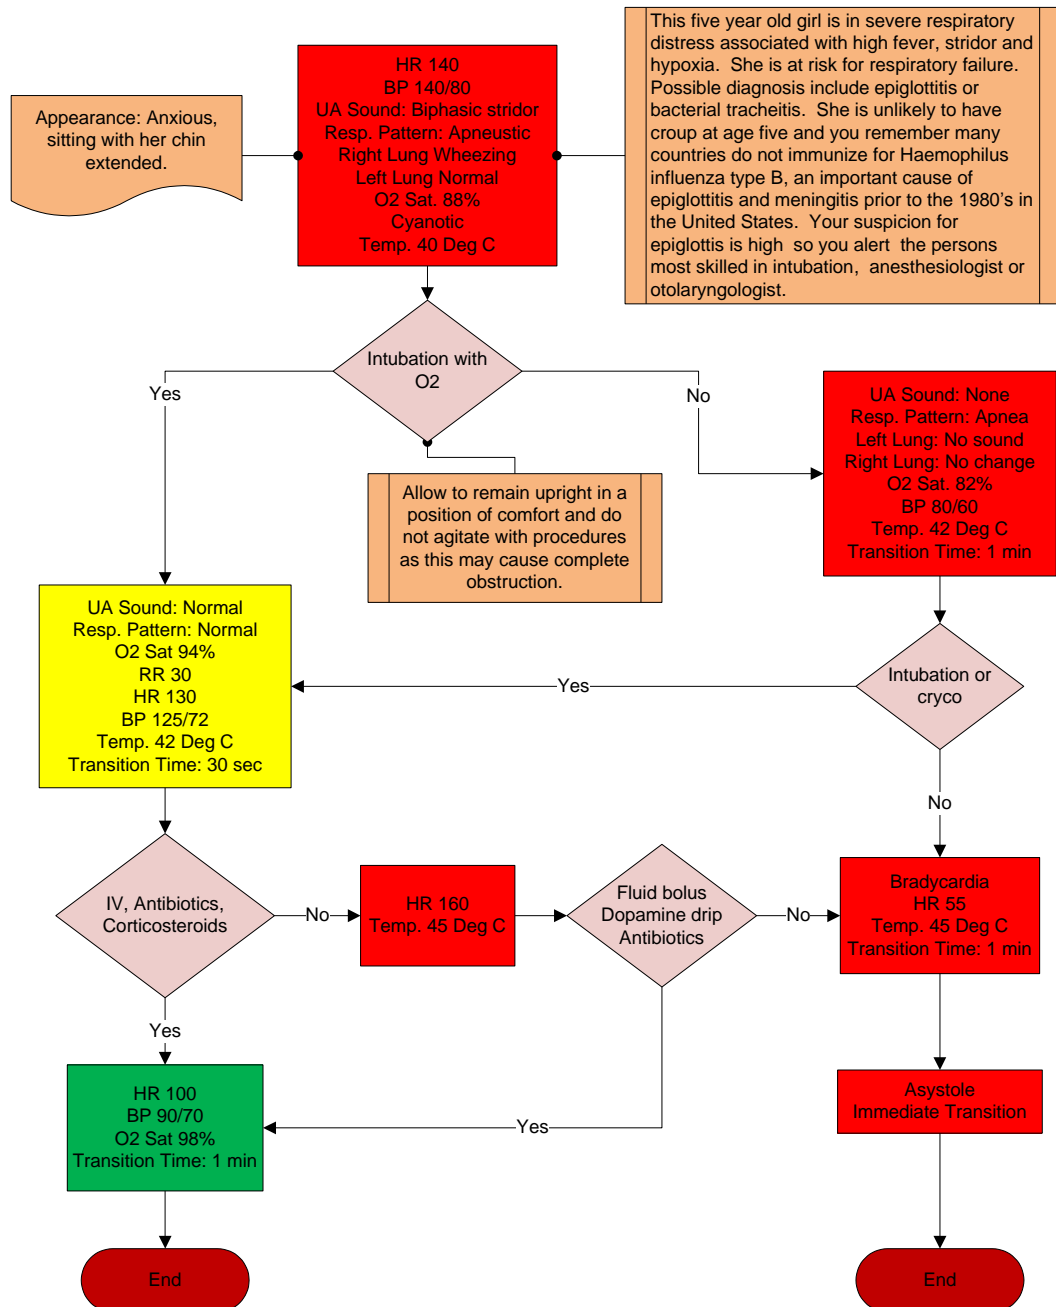 This five year old girl is in severe respiratory
distress associated with high fever, stridor and
hypoxia.  She is at risk for respiratory failure.
Possible diagnosis include epiglottitis or
bacterial tracheitis.  She is unlikely to have
croup at age five and you remember many
countries do not immunize for Haemophilus
influenza type B, an important cause of
epiglottitis and meningitis prior to the 1980's in
the United States.  Your suspicion for
epiglottis is high  so you alert  the persons
most skilled in intubation,  anesthesiologist or
otolaryngologist.
HR 140
BP 140/80
UA Sound: Biphasic stridor
Resp. Pattern: Apneustic
Right Lung Wheezing
Left Lung Normal
O2 Sat. 88%
Cyanotic
Temp. 40 Deg C
Appearance: Anxious,
sitting with her chin
extended.
Intubation with
O2
Yes
No
UA Sound: None
Resp. Pattern: Apnea
Left Lung: No sound
Right Lung: No change
O2 Sat. 82%
BP 80/60
Temp. 42 Deg C
Transition Time: 1 min
Allow to remain upright in a
position of comfort and do
not agitate with procedures
as this may cause complete
obstruction.
UA Sound: Normal
Resp. Pattern: Normal
O2 Sat 94%
RR 30
HR 130
BP 125/72
Temp. 42 Deg C
Transition Time: 30 sec
Yes
Intubation or
cryco
No
IV, Antibiotics,
Corticosteroids
No
HR 160
Temp. 45 Deg C
Fluid bolus
Dopamine drip
Antibiotics
No
Bradycardia
HR 55
Temp. 45 Deg C
Transition Time: 1 min
Yes
HR 100
BP 90/70
O2 Sat 98%
Transition Time: 1 min
Yes
Asystole
Immediate Transition
End
End